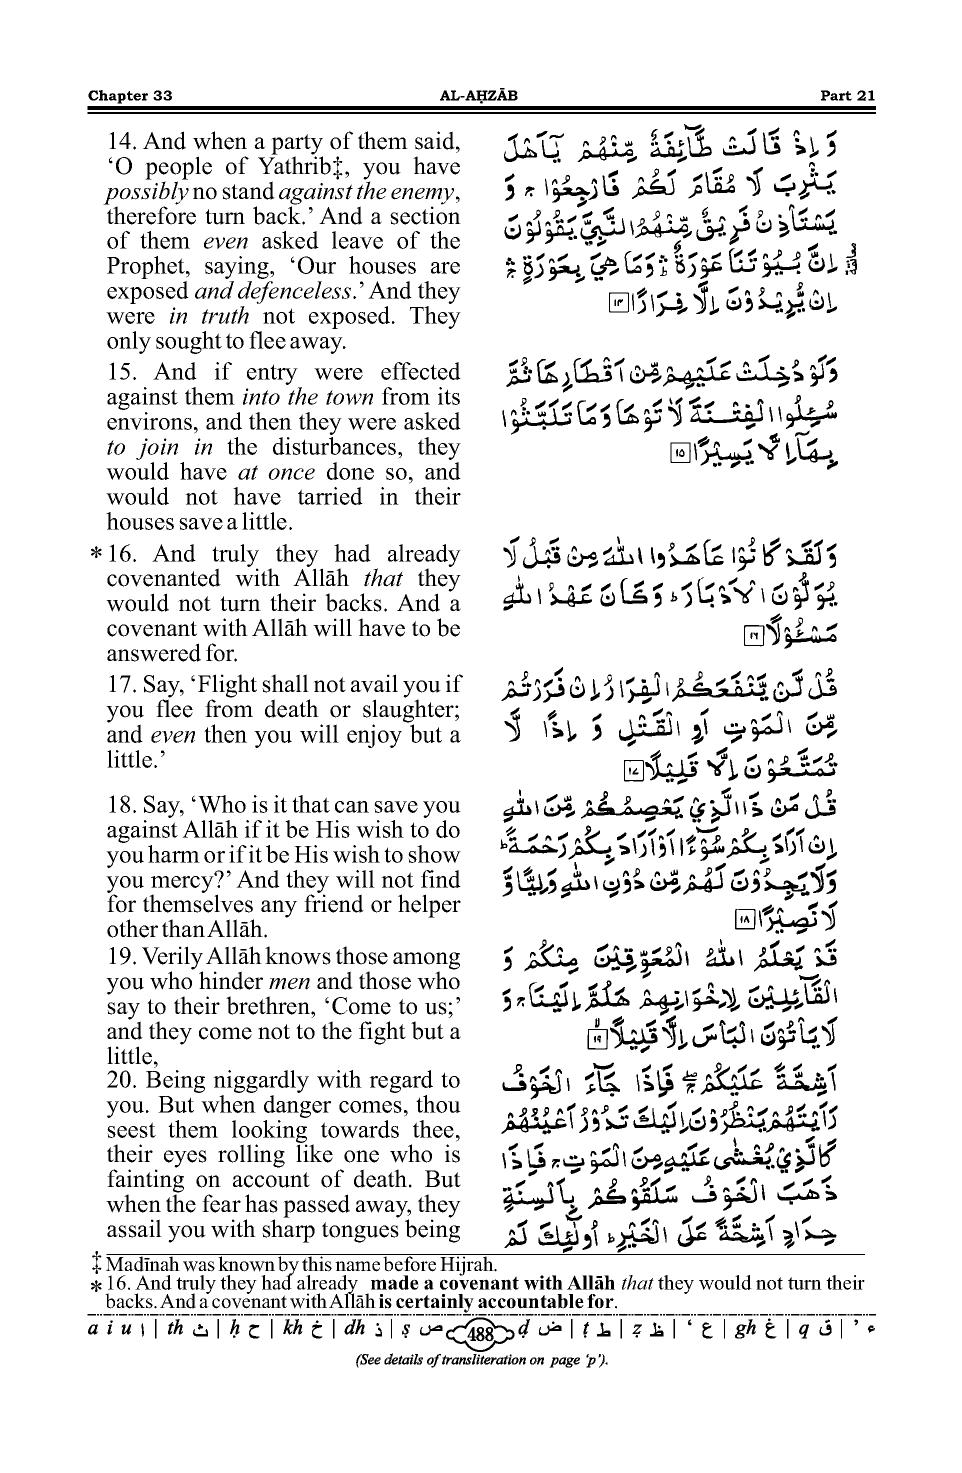 Chapter 33 AL-AḤZĀB Part 21
14. And when a party of them said,
‘O people of Yathrib‡, you have
possibly no stand against the enemy,
therefore turn back.’ And a section
of them even asked leave of the
Prophet, saying, ‘Our houses are
exposed and defenceless.’ And they
were in truth not exposed. They
only sought to flee away.
15. And if entry were effected
against them into the town from its
environs, and then they were asked
to join in the disturbances, they
would have at once done so, and
would not have tarried in their
houses save a little.
*16. And truly they had already
covenanted with Allāh that they
would not turn their backs. And a
covenant with Allāh will have to be
answered for.
17. Say, ‘Flight shall not avail you if
you flee from death or slaughter;
and even then you will enjoy but a
little.’
18. Say, ‘Who is it that can save you
against Allāh if it be His wish to do
you harm or if it be His wish to show
you mercy?’ And they will not find
for themselves any friend or helper
other than Allāh.
19. Verily Allāh knows those among
you who hinder men and those who
say to their brethren, ‘Come to us;’
and they come not to the fight but a
little,
20. Being niggardly with regard to
you. But when danger comes, thou
seest them looking towards thee,
their eyes rolling like one who is
fainting on account of death. But
when the fear has passed away, they
assail you with sharp tongues being
وَ اِذْ قَالَتْ طَّآئِفَةٌ مِّنْهُمْ يٰٓاَهْلَ
يَثْرِبَ لَا مُقَامَ لَكُمْ فَارْجِعُوْا ۚ وَ
يَسْتَاْذِنُ فَرِيْقٌ مِّنْهُمُ النَّبِيَّ يَقُوْلُوْنَ
اِنَّ بُيُوْتَنَا عَوْرَةٌ ۛؕ وَمَا هِيَ بِعَوْرَةٍ ۛۚ
اِنْ يُّرِيْدُوْنَ اِلَّا فِرَارًا ۱۴
وَلَوْ دُخِلَتْ عَلَيْهِمْ مِّنْ اَقْطَارِهَا ثُمَّ
سُئِلُوا الْفِتْنَةَ لَاٰتَوْهَا وَمَا تَلَبَّثُوْا
بِهَآ اِلَّا يَسِيْرًا ۱۵
وَلَقَدْ كَانُوْا عَاهَدُوا اللّٰهَ مِنْ قَبْلُ لَا
يُوَلُّوْنَ الْاَدْبَارَ ؕ وَكَانَ عَهْدُ اللّٰهِ
مَسْئُوْلًا ۱۶
قُلْ لَّنْ يَّنْفَعَكُمُ الْفِرَارُ اِنْ فَرَرْتُمْ
مِّنَ الْمَوْتِ اَوِ الْقَتْلِ وَ اِذًا لَّا
تُمَتَّعُوْنَ اِلَّا قَلِيْلًا ۱۷
قُلْ مَنْ ذَا الَّذِيْ يَعْصِمُكُمْ مِّنَ اللّٰهِ
اِنْ اَرَادَ بِكُمْ سُوْٓءًا اَوْ اَرَادَ بِكُمْ رَحْمَةً ؕ
وَلَا يَجِدُوْنَ لَهُمْ مِّنْ دُوْنِ اللّٰهِ وَلِيًّا وَّ
لَا نَصِيْرًا ۱۸
قَدْ يَعْلَمُ اللّٰهُ الْمُعَوِّقِيْنَ مِنْكُمْ وَ
الْقَآئِلِيْنَ لِاِخْوَانِهِمْ هَلُمَّ اِلَيْنَا ۚ وَ
لَا يَاْتُوْنَ الْبَاْسَ اِلَّا قَلِيْلًا ۱۹
اَشِحَّةً عَلَيْكُمْ ۖۚ فَاِذَا جَآءَ الْخَوْفُ
رَاَيْتَهُمْ يَنْظُرُوْنَ اِلَيْكَ تَدُوْرُ اَعْيُنُهُمْ
كَالَّذِيْ يُغْشٰى عَلَيْهِ مِنَ الْمَوْتِ ۚ فَاِذَا
ذَهَبَ الْخَوْفُ سَلَقُوْكُمْ بِاَلْسِنَةٍ
حِدَادٍ اَشِحَّةً عَلَى الْخَيْرِ ؕ اُولٰٓئِكَ لَمْ
‡ Madīnah was known by this name before Hijrah.
* 16. And truly they had already made a covenant with Allāh that they would not turn their
backs. And a covenant with Allāh is certainly accountable for.
a i u ا | th ث | ḥ ح | kh خ | dh ذ | ṣ ص 488 ḍ ض | ṭ ط | ẓ ظ | ‘ ع | gh غ | q ق | ’ ء
(See details of transliteration on page ‘p’).